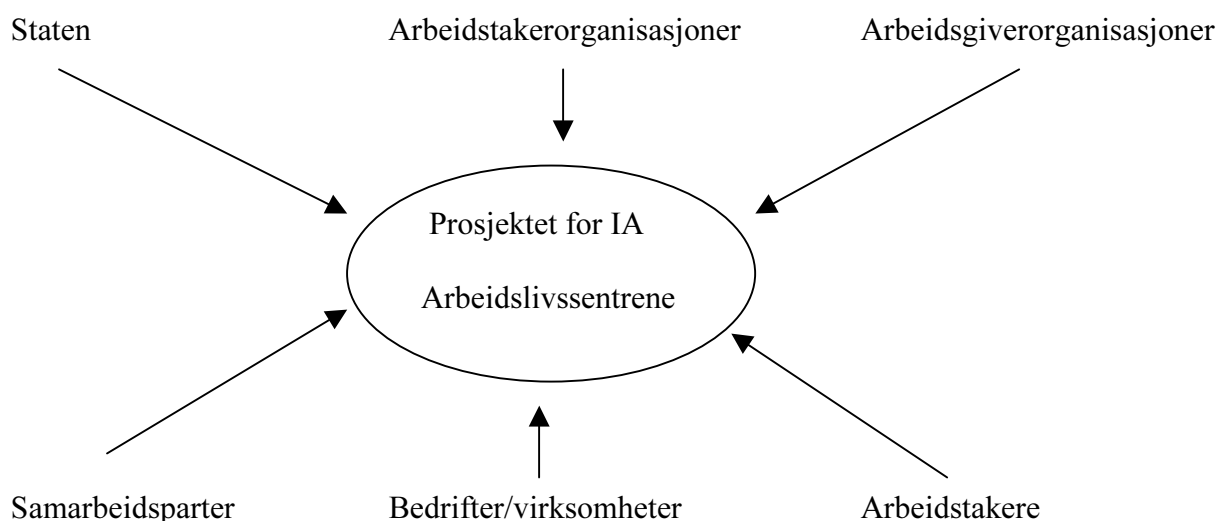 Staten Arbeidstakerorganisasjoner Arbeidsgiverorganisasjoner
Prosjektet for IA
Arbeidslivssentrene
Samarbeidsparter Bedrifter/virksomheter Arbeidstakere